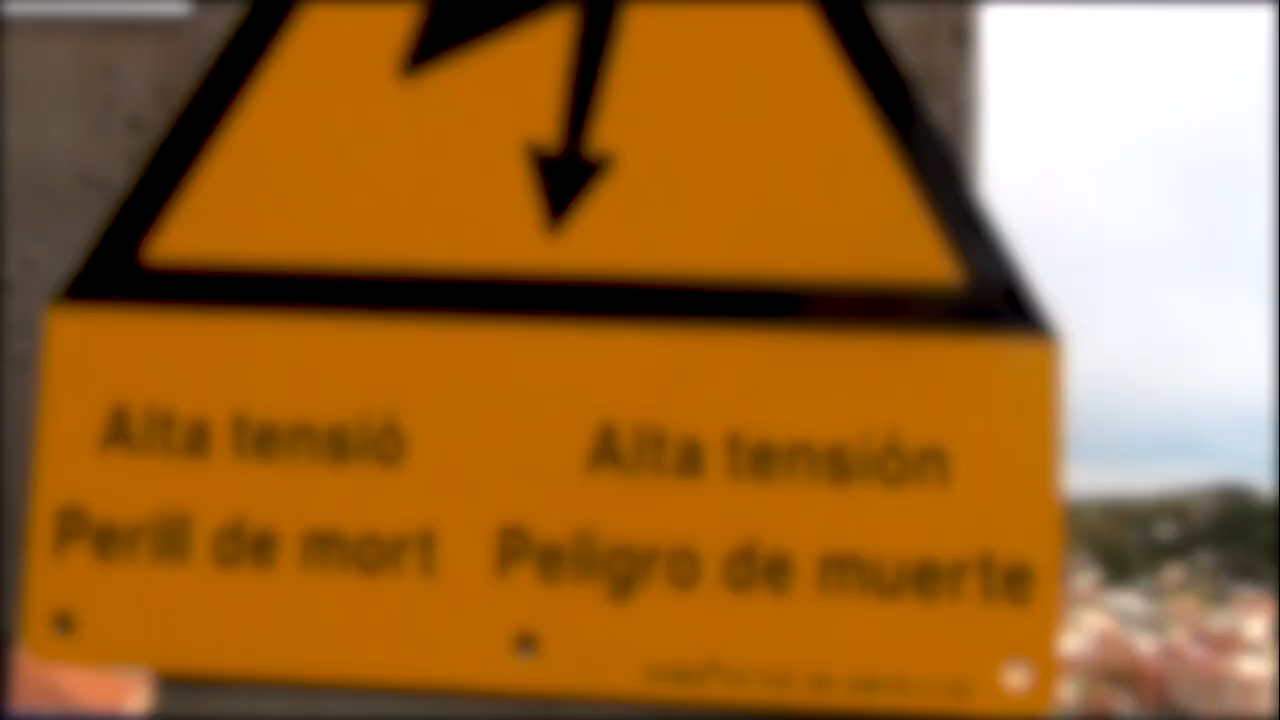 Alta tensió
Perill de mort
Alta tensión
Peligro de muerte